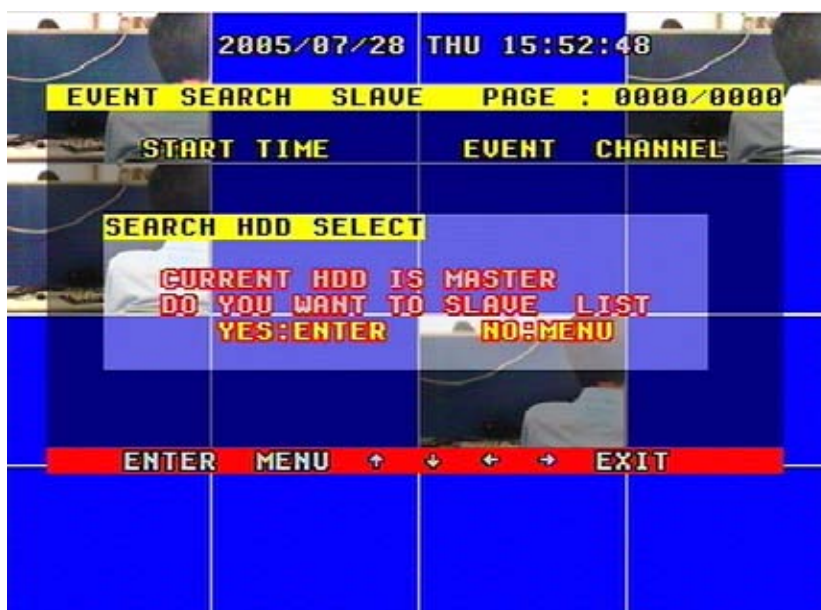 2005/07/28 THU 15:52:48
EVENT SEARCH SLAVE PAGE : 0000/0000
START TIME EVENT CHANNEL
SEARCH HDD SELECT
CURRENT HDD IS MASTER
DO YOU WANT TO SLAVE LIST
YES:ENTER NO:MENU
ENTER MENU ↑ ↓ ← → EXIT